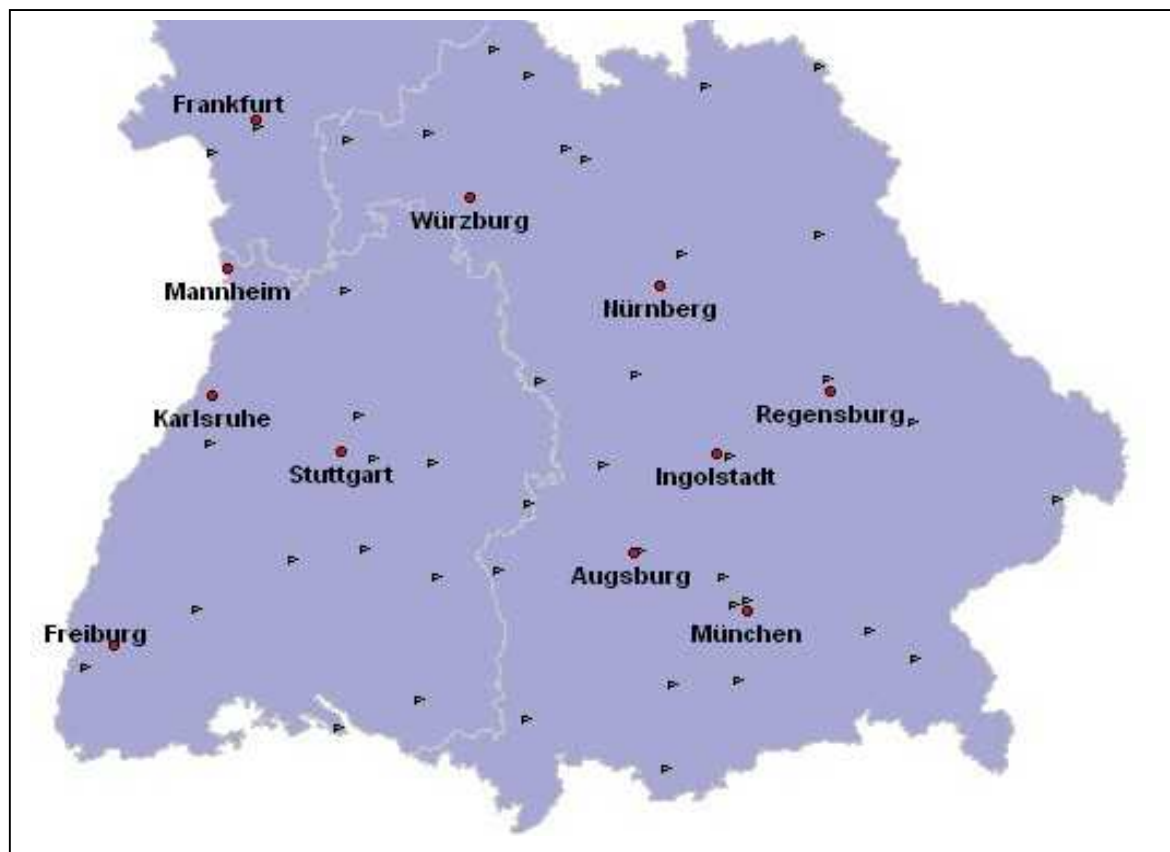 Frankfurt
Würzburg
Mannheim
Nürnberg
Karlsruhe
Regensburg
Stuttgart
Ingolstadt
Augsburg
Freiburg
München